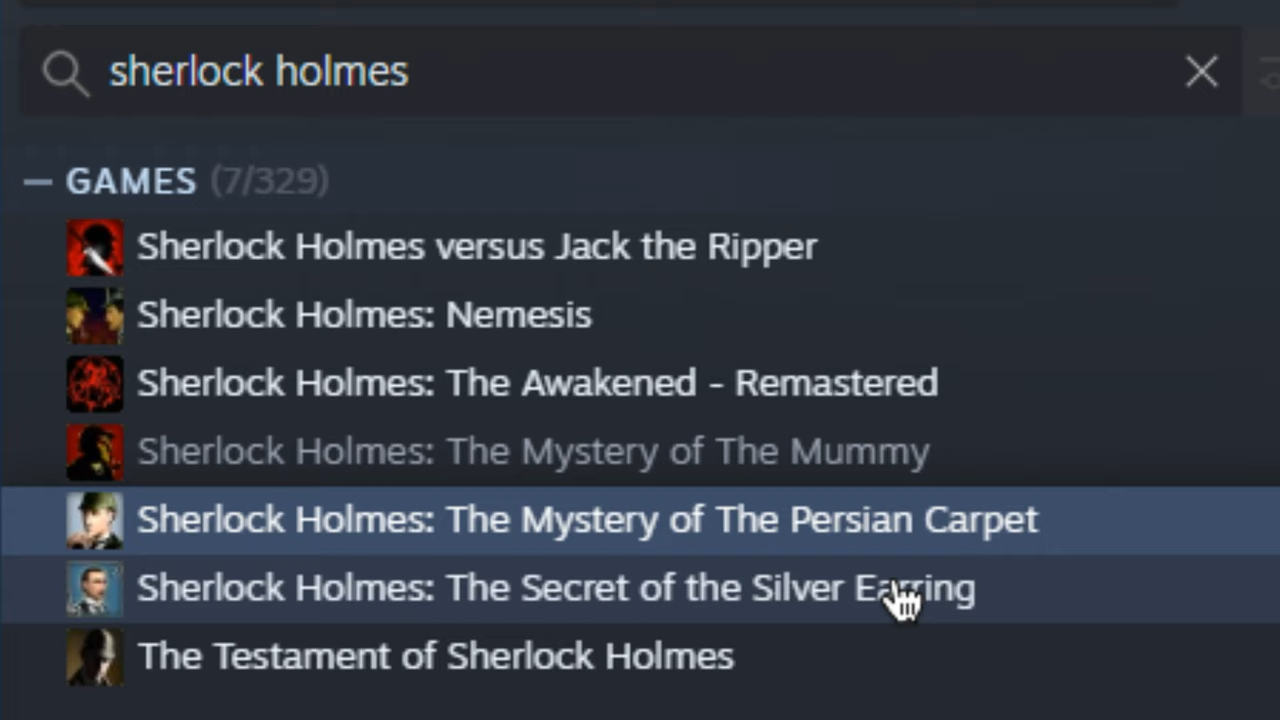 sherlock holmes
GAMES (7/329)
Sherlock Holmes versus Jack the Ripper
Sherlock Holmes: Nemesis
Sherlock Holmes: The Awakened - Remastered
Sherlock Holmes: The Mystery of The Mummy
Sherlock Holmes: The Mystery of The Persian Carpet
Sherlock Holmes: The Secret of the Silver Earring
The Testament of Sherlock Holmes